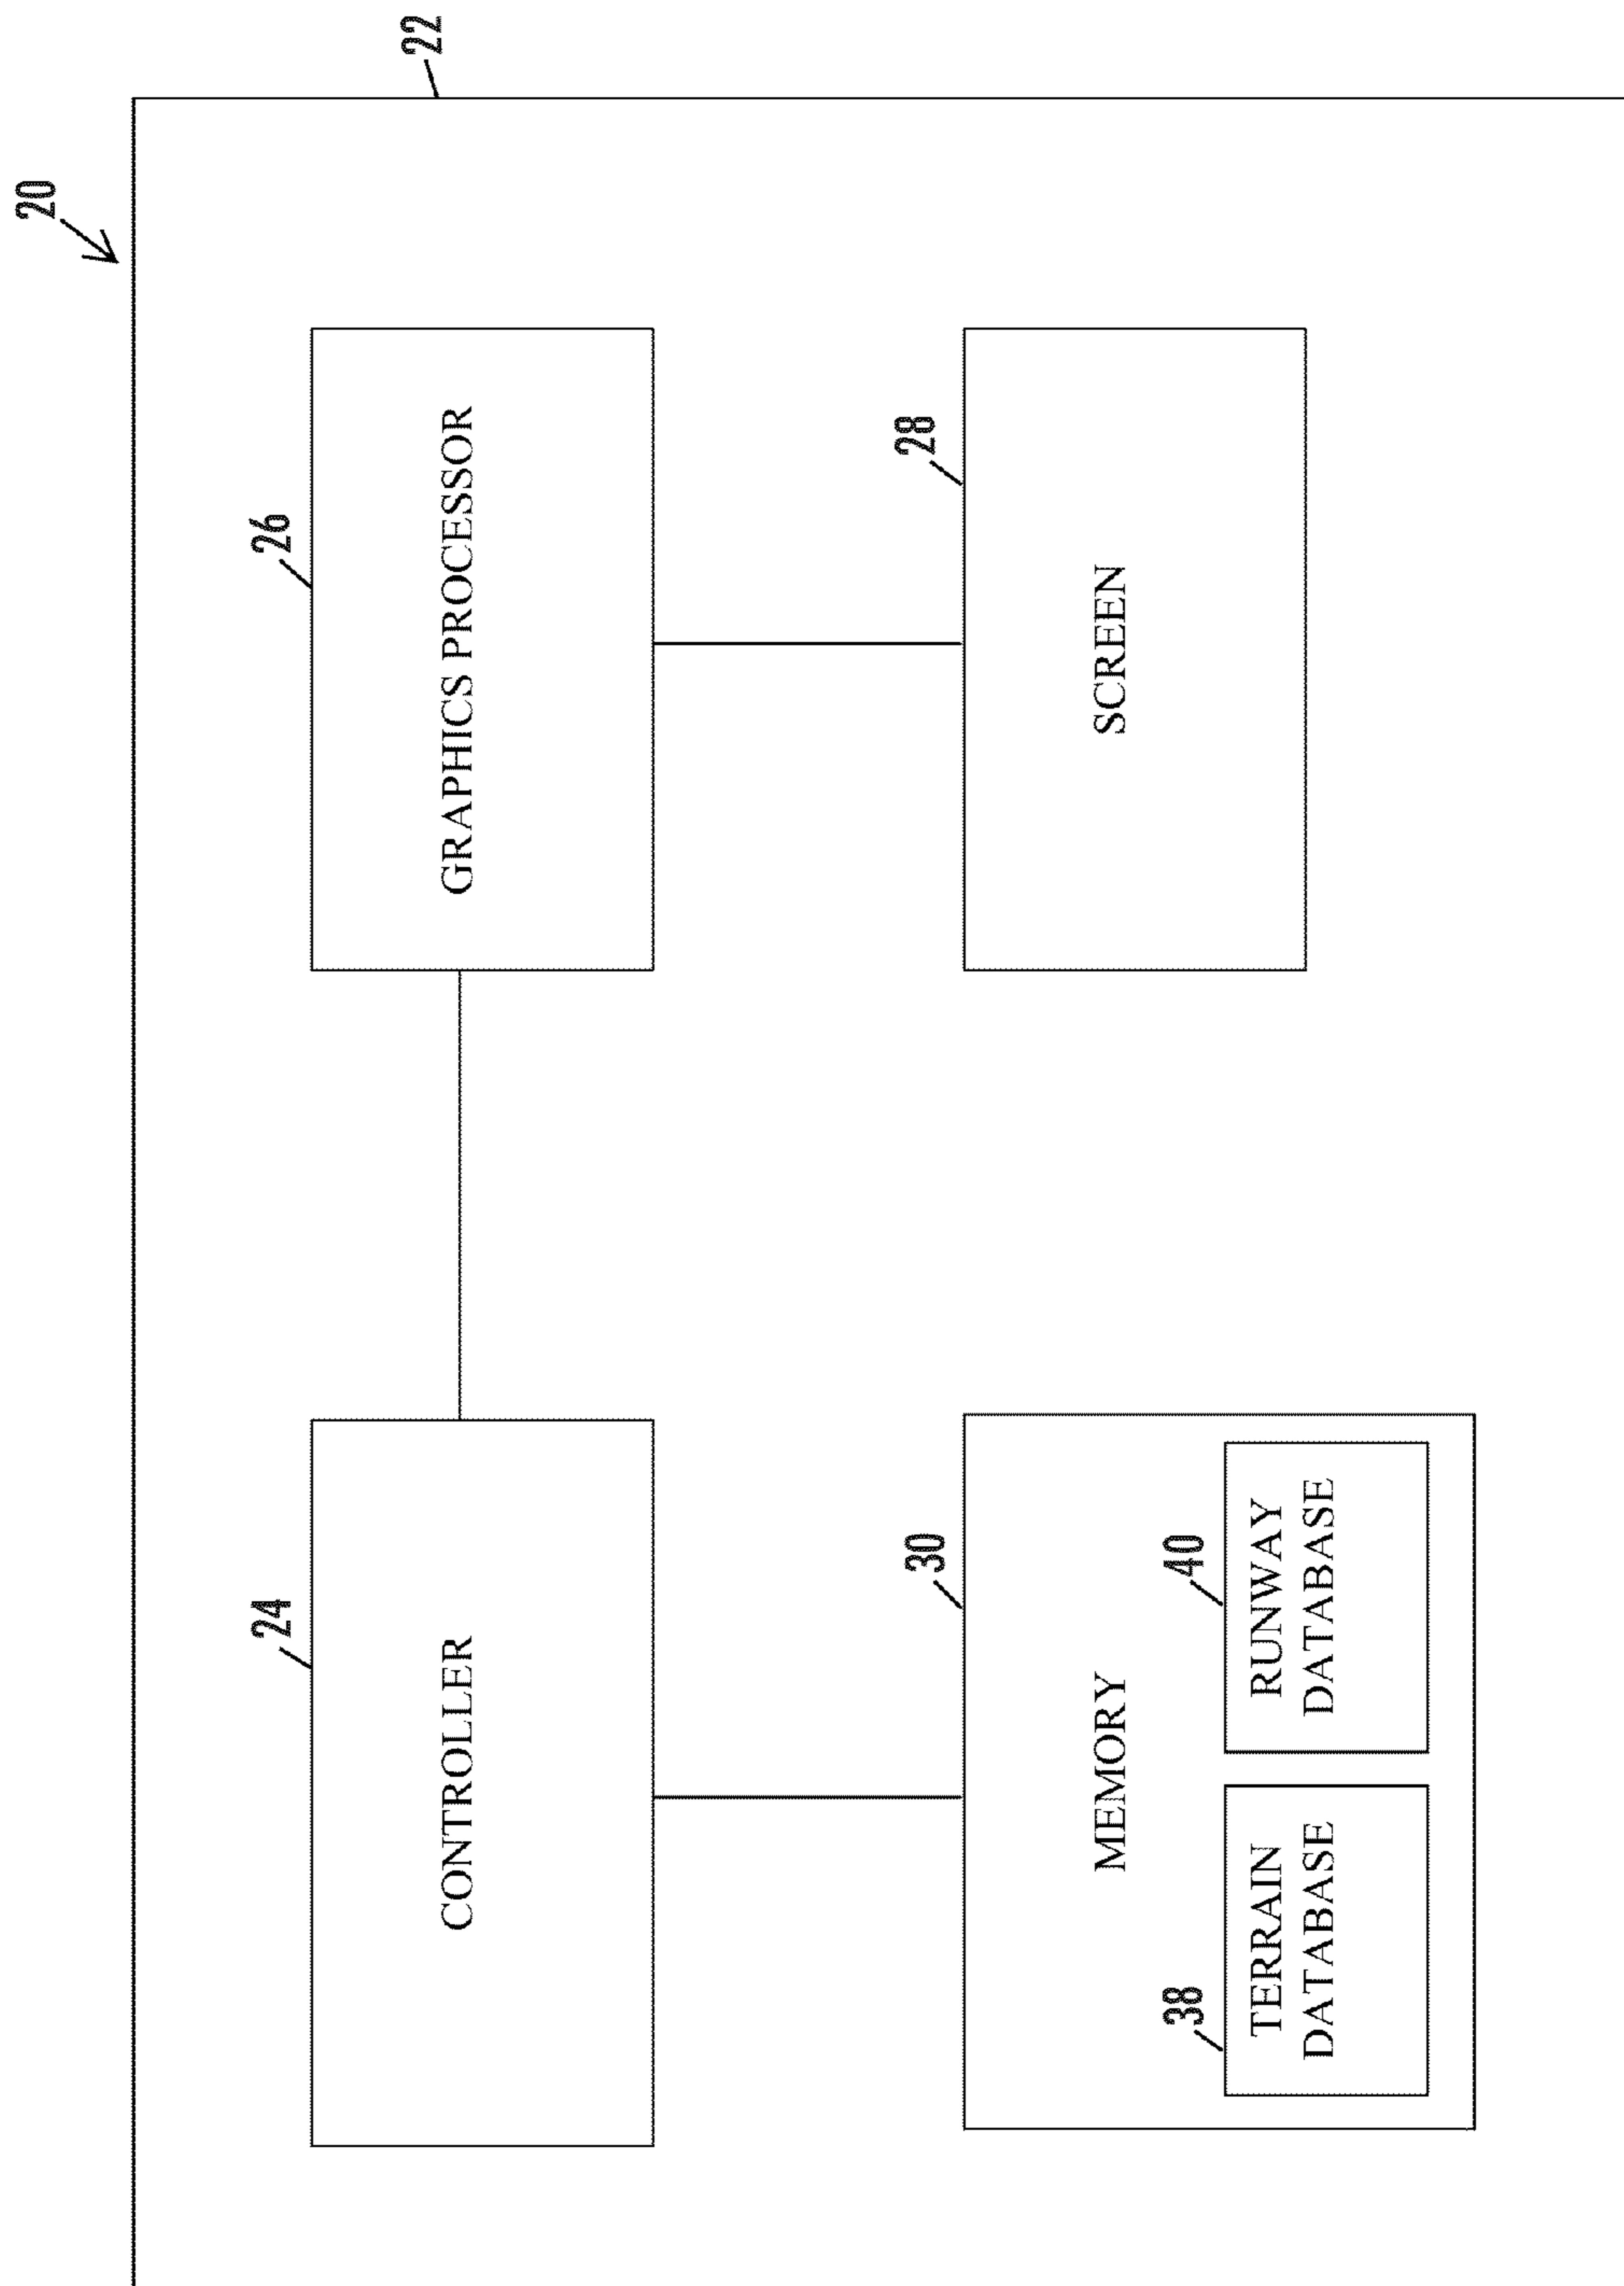 20
22
24
CONTROLLER
26
GRAPHICS PROCESSOR
30
MEMORY
28
SCREEN
38
TERRAIN
DATABASE
40
RUNWAY
DATABASE